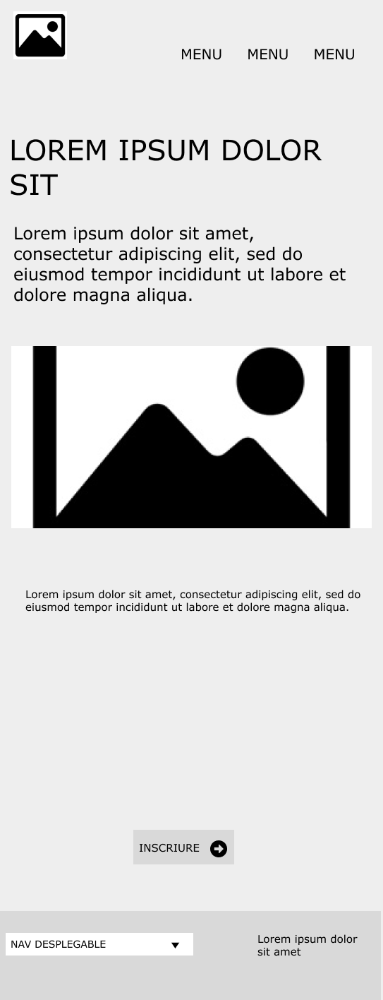 MENU MENU MENU
LOREM IPSUM DOLOR
SIT
Lorem ipsum dolor sit amet,
consectetur adipiscing elit, sed do
eiusmod tempor incididunt ut labore et
dolore magna aliqua.
Lorem ipsum dolor sit amet, consectetur adipiscing elit, sed do
eiusmod tempor incididunt ut labore et dolore magna aliqua.
INSCRIURE
NAV DESPLEGABLE
Lorem ipsum dolor
sit amet